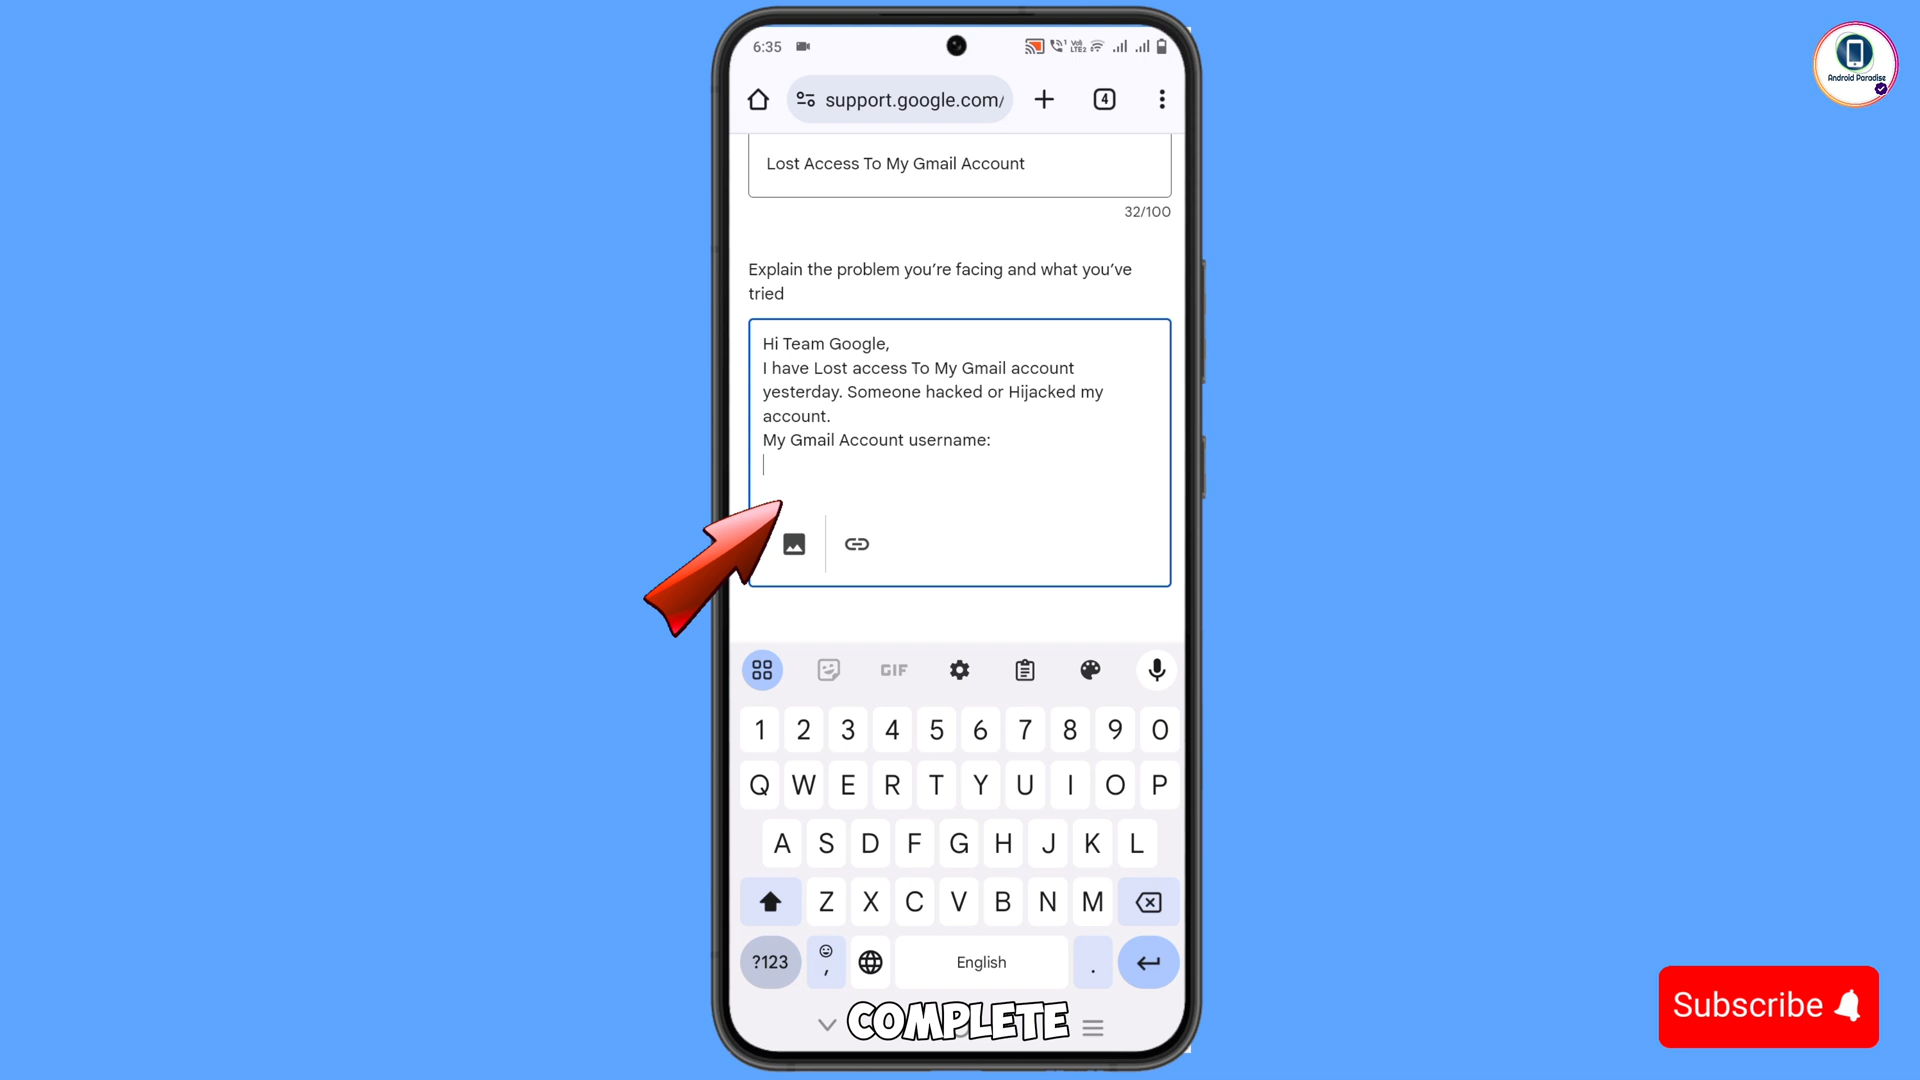 6:35
Vo)) LTE2
support.google.com/
4
Android Paradise
Lost Access To My Gmail Account
32/100
Explain the problem you're facing and what you've
tried
Hi Team Google,
I have Lost access To My Gmail account
yesterday. Someone hacked or Hijacked my
account.
My Gmail Account username:
GIF
1 2 3 4 5 6 7 8 9 0
Q W E R T Y U I O P
A S D F G H J K L
Z X C V B N M
?123 , English .
COMPLETE
Subscribe